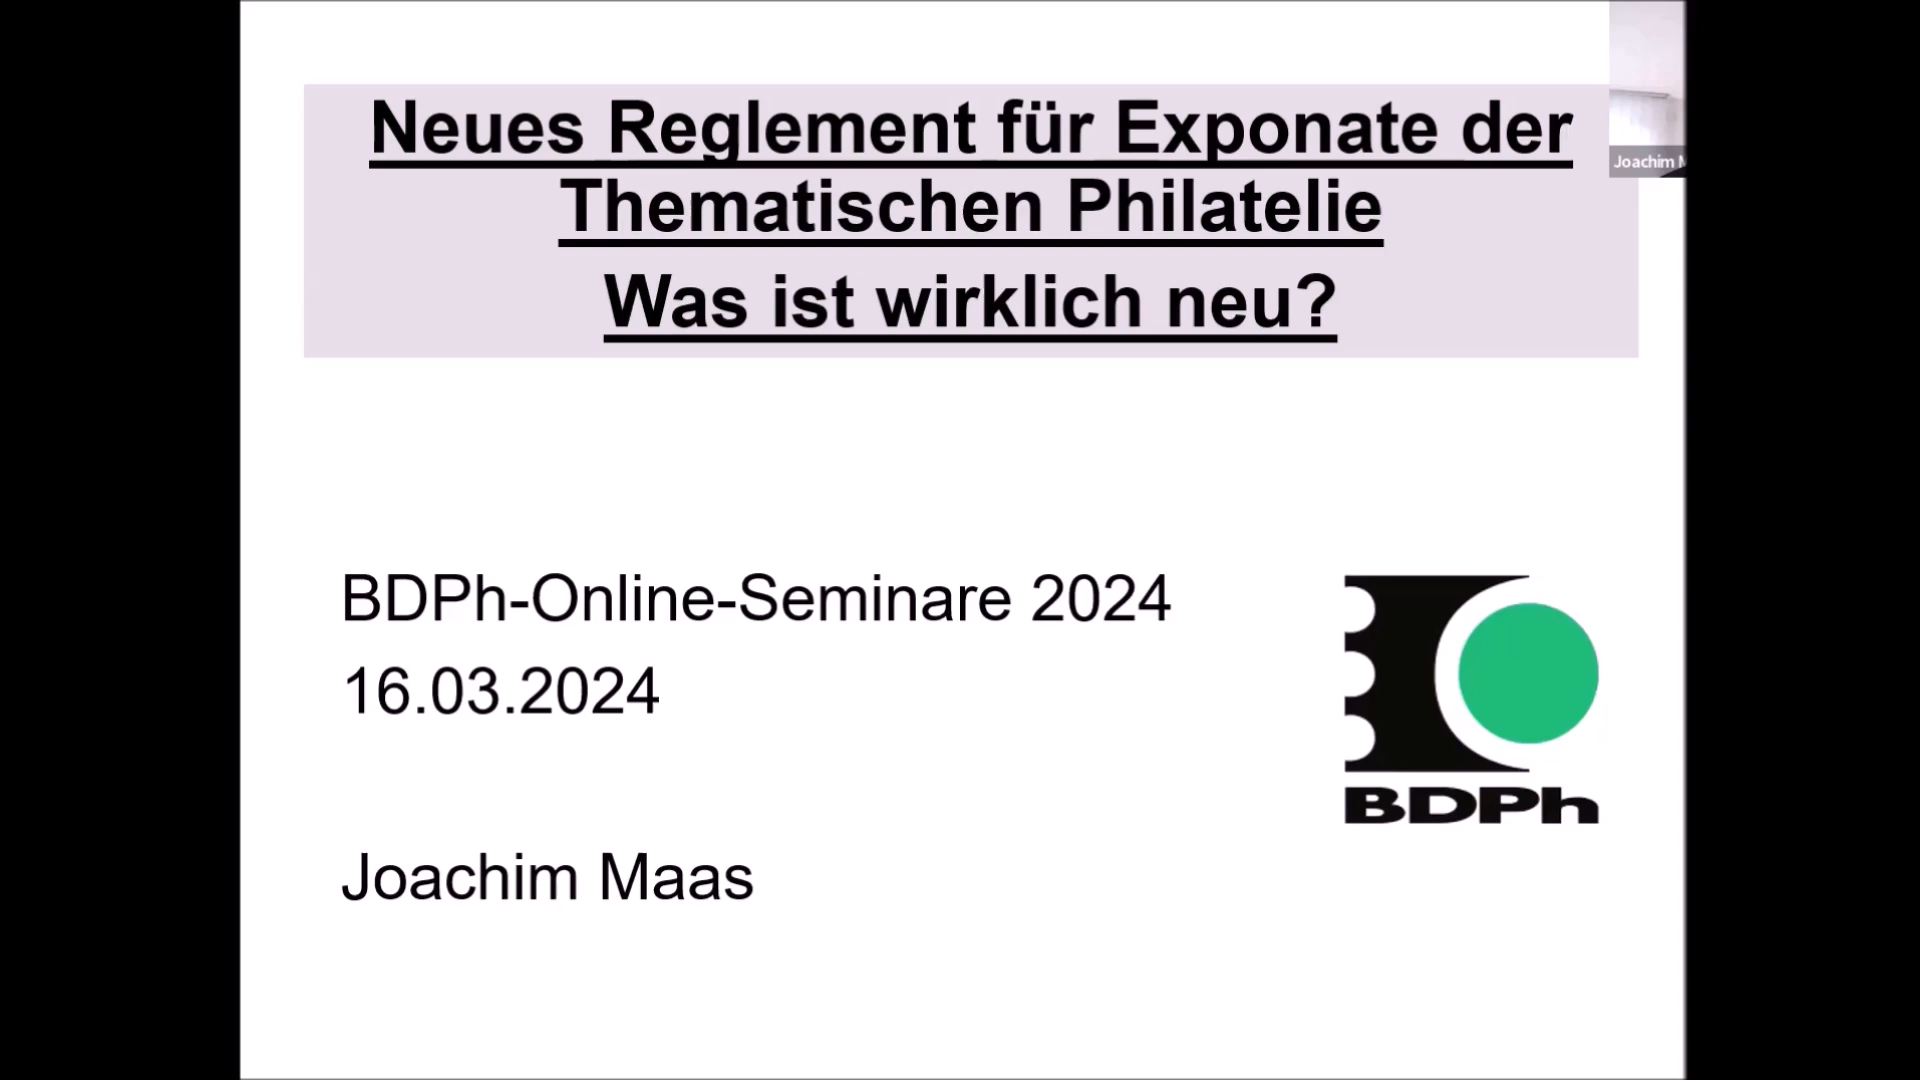 Neues Reglement für Exponate der
Thematischen Philatelie
Was ist wirklich neu?
Joachim
BDPh-Online-Seminare 2024
16.03.2024
BDPh
Joachim Maas